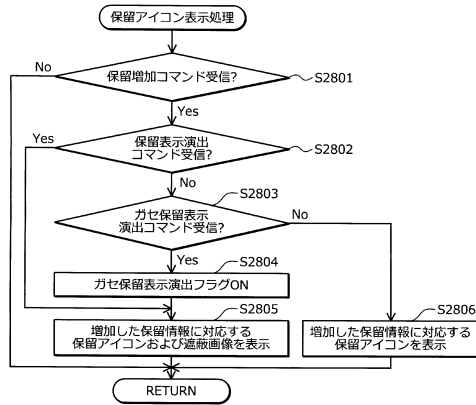 保留アイコン表示処理
No
保留増加コマンド受信?
S2801
Yes
Yes
保留表示演出
コマンド受信?
S2802
No
S2803
ガセ保留表示
演出コマンド受信?
No
Yes
S2804
ガセ保留表示演出フラグON
S2805
増加した保留情報に対応する
保留アイコンおよび遮蔽画像を表示
S2806
増加した保留情報に対応する
保留アイコンを表示
RETURN